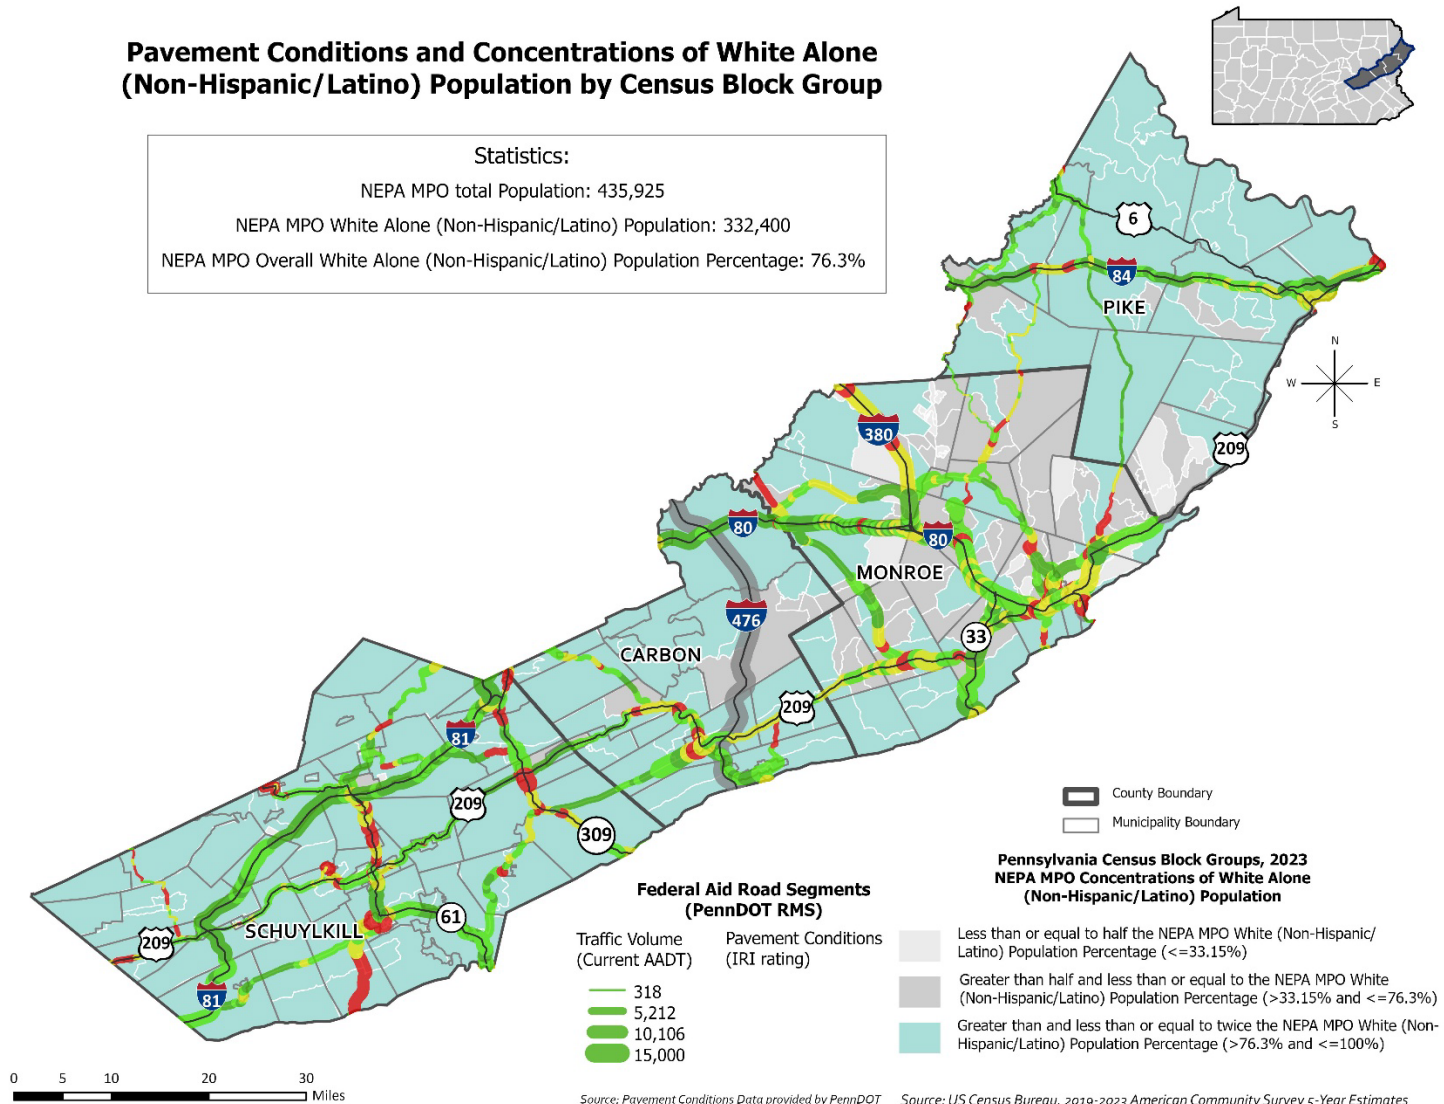 Pavement Conditions and Concentrations of White Alone
(Non-Hispanic/Latino) Population by Census Block Group
Statistics:
NEPA MPO total Population: 435,925
NEPA MPO White Alone (Non-Hispanic/Latino) Population: 332,400
NEPA MPO Overall White Alone (Non-Hispanic/Latino) Population Percentage: 76.3%
6
84
PIKE
N
W
E
S
380
209
80
80
MONROE
476
33
CARBON
209
81
209
309
61
SCHUYLKILL
209
81
County Boundary
Municipality Boundary
Pennsylvania Census Block Groups, 2023
NEPA MPO Concentrations of White Alone
(Non-Hispanic/Latino) Population
Less than or equal to half the NEPA MPO White (Non-Hispanic/
Latino) Population Percentage (<=33.15%)
Greater than half and less than or equal to the NEPA MPO White
(Non-Hispanic/Latino) Population Percentage (>33.15% and <=76.3%)
Greater than and less than or equal to twice the NEPA MPO White (Non-
Hispanic/Latino) Population Percentage (>76.3% and <=100%)
Federal Aid Road Segments
(PennDOT RMS)
Traffic Volume
(Current AADT)
Pavement Conditions
(IRI rating)
318
5,212
10,106
15,000
0 5 10 20 30
Miles
Source: Pavement Conditions Data provided by PennDOT
Source: US Census Bureau, 2019-2023 American Community Survey 5-Year Estimates